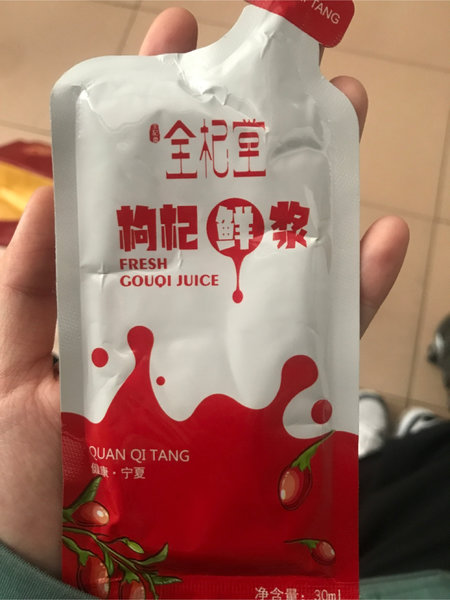 TANG
全杞堂
枸杞鲜浆
FRESH
GOUQI JUICE
QUAN QI TANG
健康·宁夏
净含量: 30ml